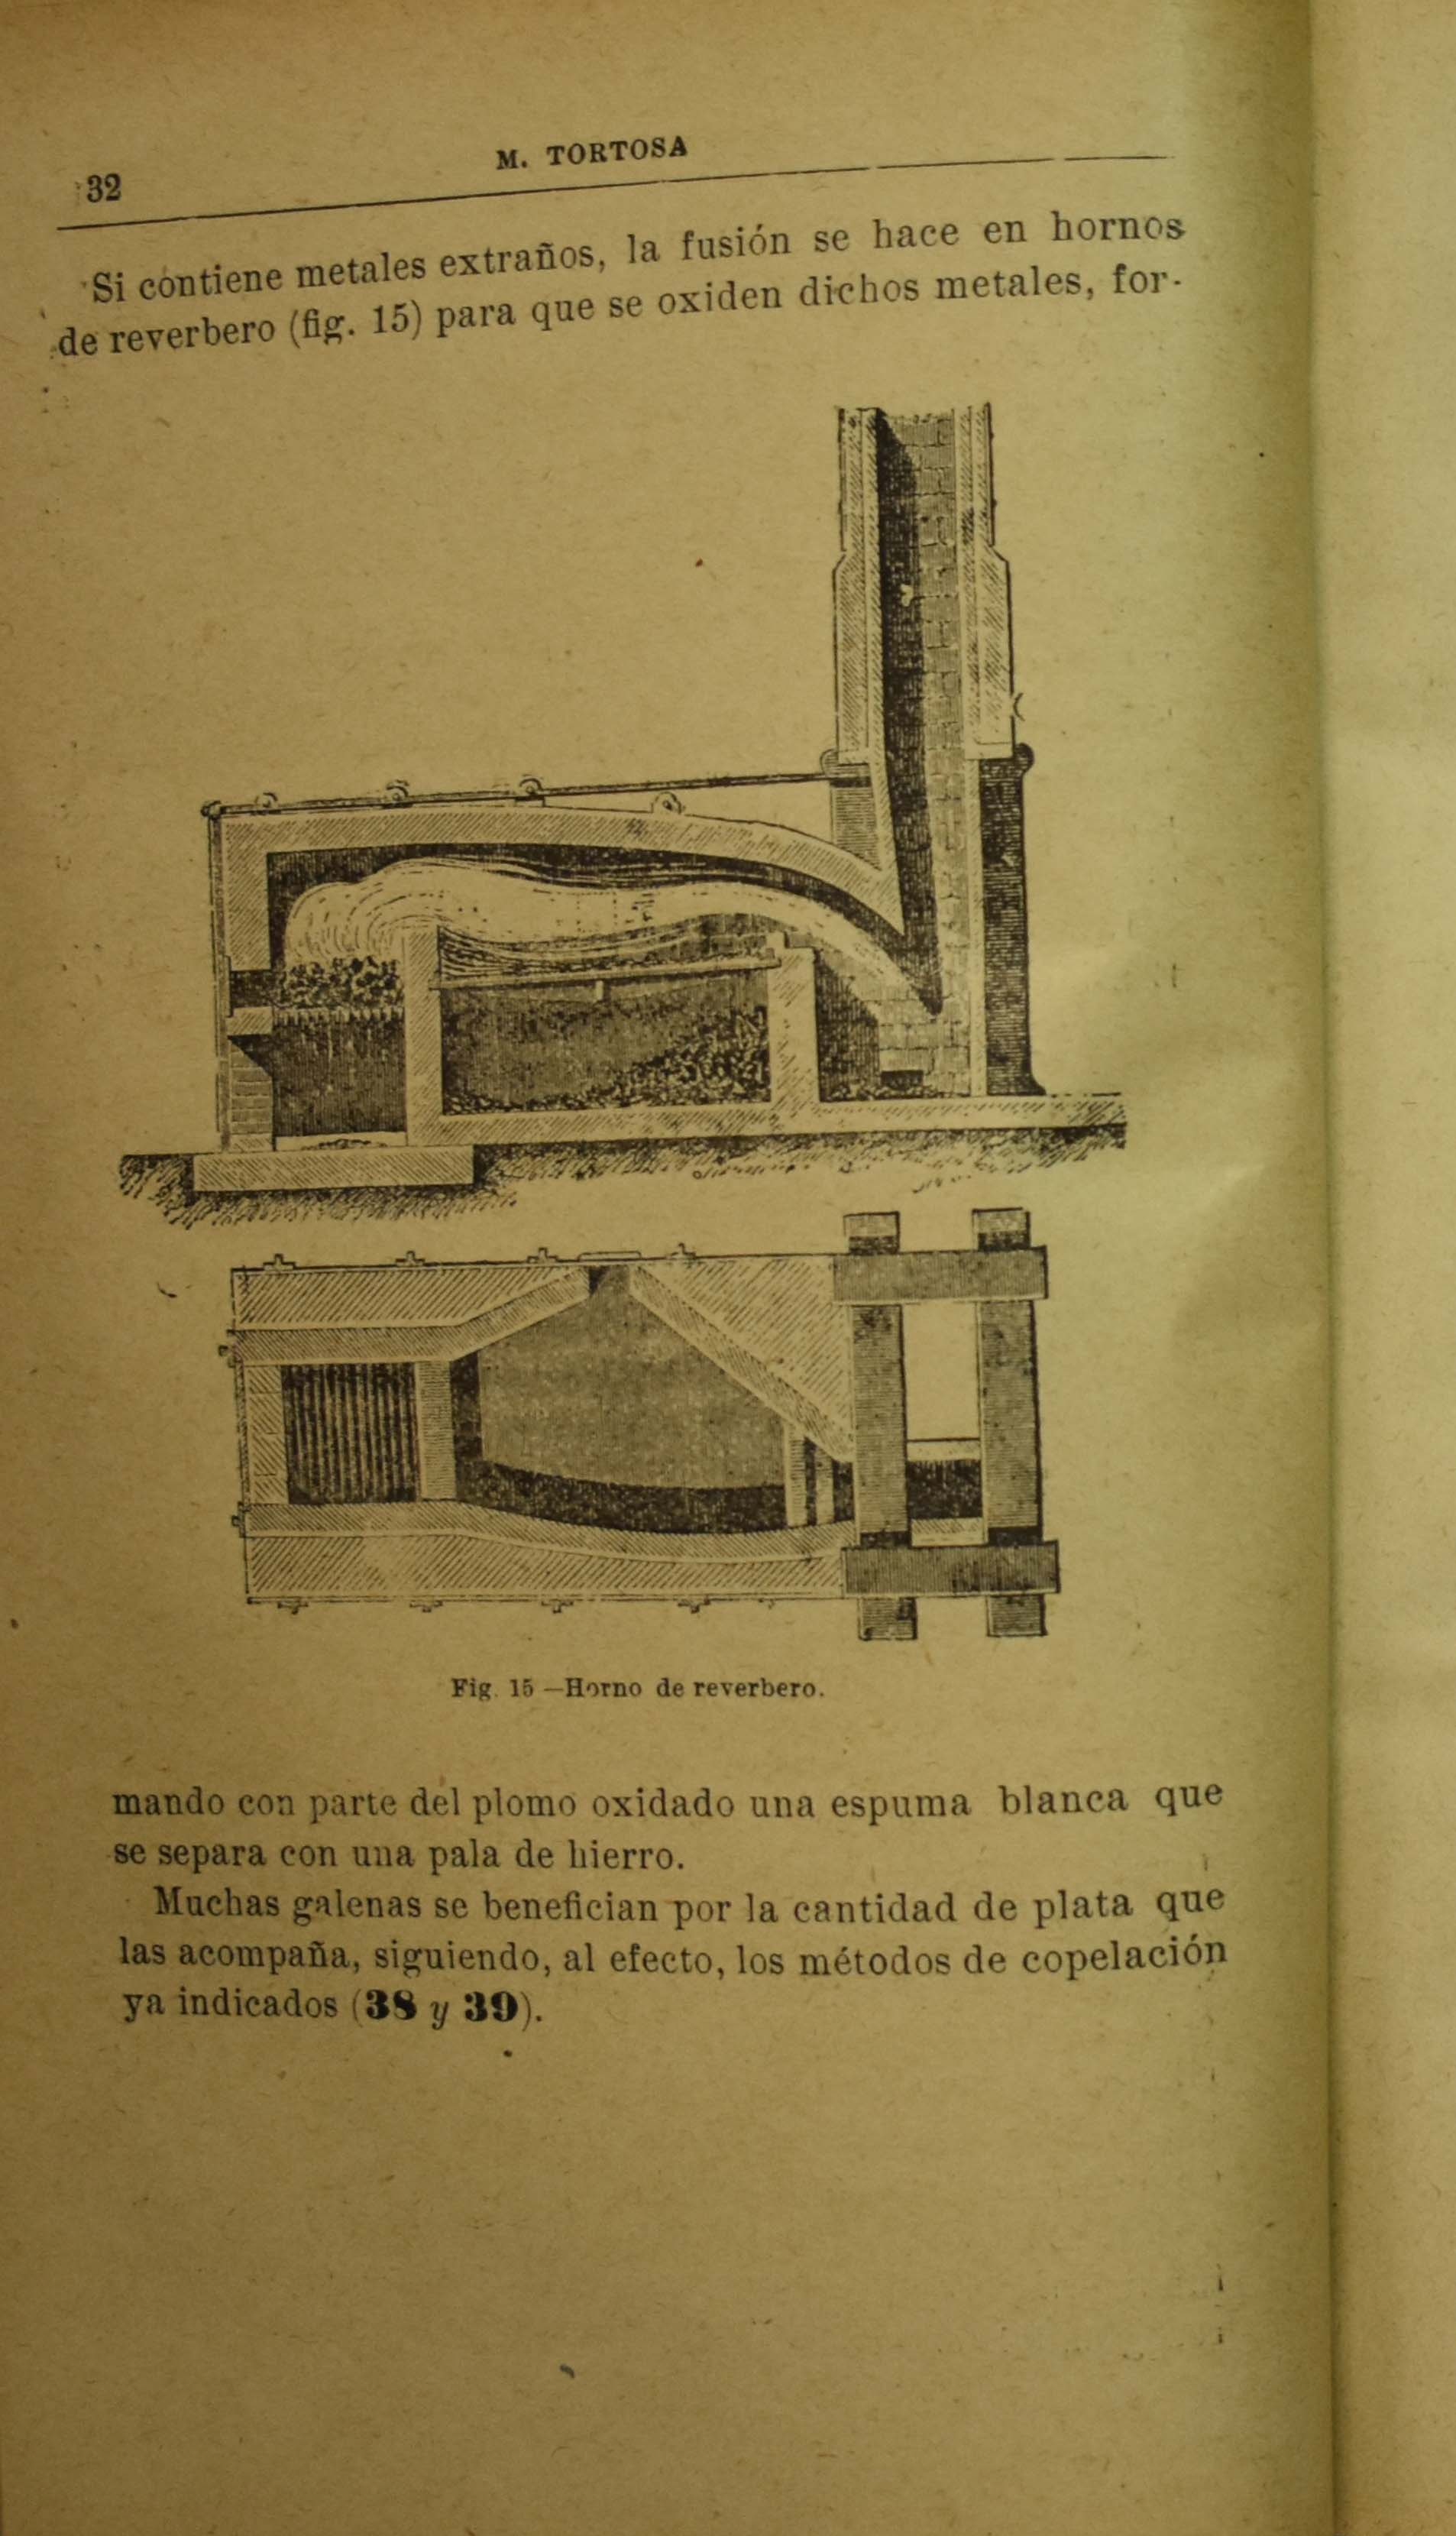 32
M. TORTOSA
Si contiene metales extraños, la fusión se hace en hornos
de reverbero (fig. 15) para que se oxiden dichos metales, for-
Fig. 15 —Horno de reverbero.
mando con parte del plomo oxidado una espuma blanca que
se separa con una pala de hierro.
Muchas galenas se benefician por la cantidad de plata que
las acompaña, siguiendo, al efecto, los métodos de copelación
ya indicados (38 y 39).